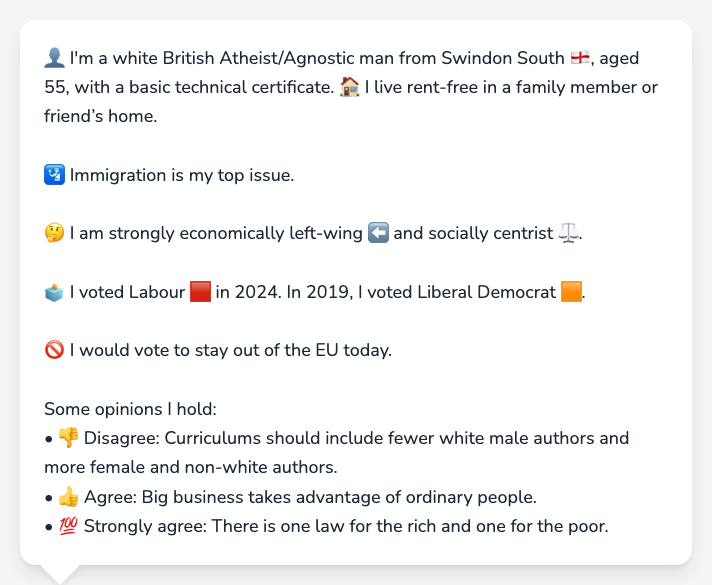 👤 I'm a white British Atheist/Agnostic man from Swindon South 🏴󠁧󠁢󠁥󠁮󠁧󠁿, aged
55, with a basic technical certificate. 🏠 I live rent-free in a family member or
friend’s home.
🛂 Immigration is my top issue.
🤔 I am strongly economically left-wing ⬅️ and socially centrist ⚖️.
🗳️ I voted Labour 🟥 in 2024. In 2019, I voted Liberal Democrat 🟧.
🚫 I would vote to stay out of the EU today.
Some opinions I hold:
• 👎 Disagree: Curriculums should include fewer white male authors and
more female and non-white authors.
• 👍 Agree: Big business takes advantage of ordinary people.
• 💯 Strongly agree: There is one law for the rich and one for the poor.